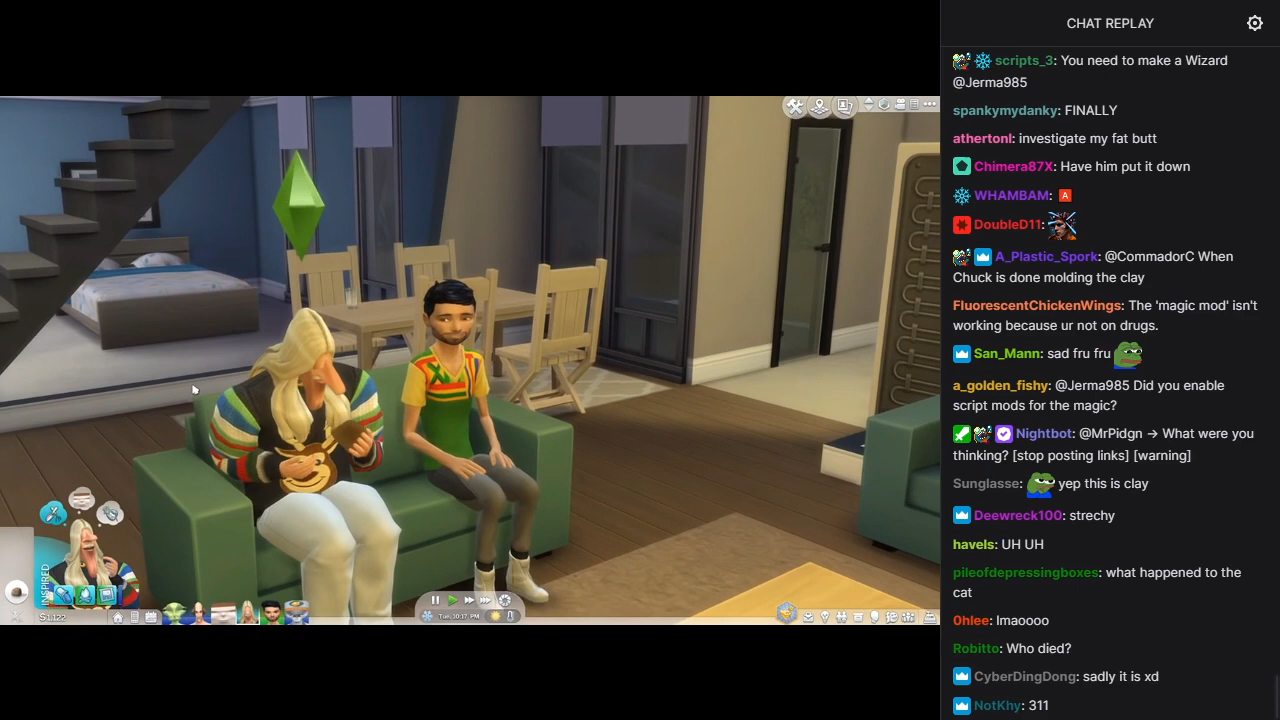 CHAT REPLAY
scripts_3: You need to make a Wizard
@Jerma985
spankymydanky: FINALLY
athertonl: investigate my fat butt
Chimera87X: Have him put it down
WHAMBAM: A
DoubleD11:
A_Plastic_Spork: @CommadorC When
Chuck is done molding the clay
FluorescentChickenWings: The 'magic mod' isn't
working because ur not on drugs.
San_Mann: sad fru fru
a_golden_fishy: @Jerma985 Did you enable
script mods for the magic?
Nightbot: @MrPidgn -> What were you
thinking? [stop posting links] [warning]
Sunglasse: yep this is clay
Deewreck100: strechy
havels: UH UH
pileofdepressingboxes: what happened to the
cat
0hlee: lmaoooo
Robitto: Who died?
CyberDingDong: sadly it is xd
NotKhy: 311
INSPIRED
§1,122
Tue. 10:17 PM